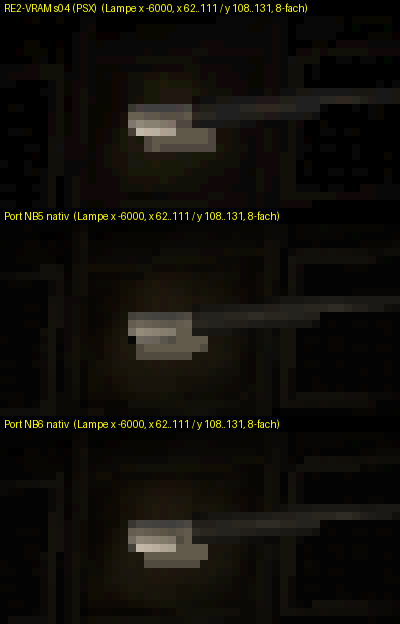 RE2-VRAM s04 (PSX) (Lampe x -6000, x 62..111 / y 108..131, 8-fach)
Port NB5 nativ (Lampe x -6000, x 62..111 / y 108..131, 8-fach)
Port NB6 nativ (Lampe x -6000, x 62..111 / y 108..131, 8-fach)